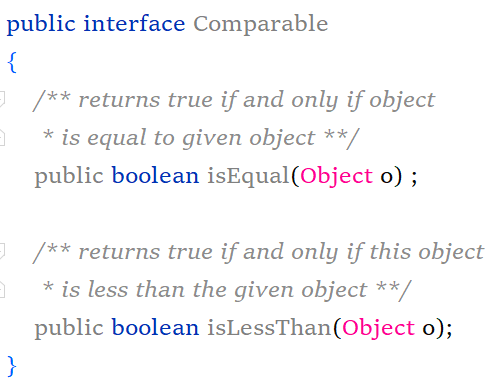 public interface Comparable
{
/** returns true if and only if object
* is equal to given object **/
public boolean isEqual(Object o) ;
/** returns true if and only if this object
* is less than the given object **/
public boolean isLessThan(Object o);
}